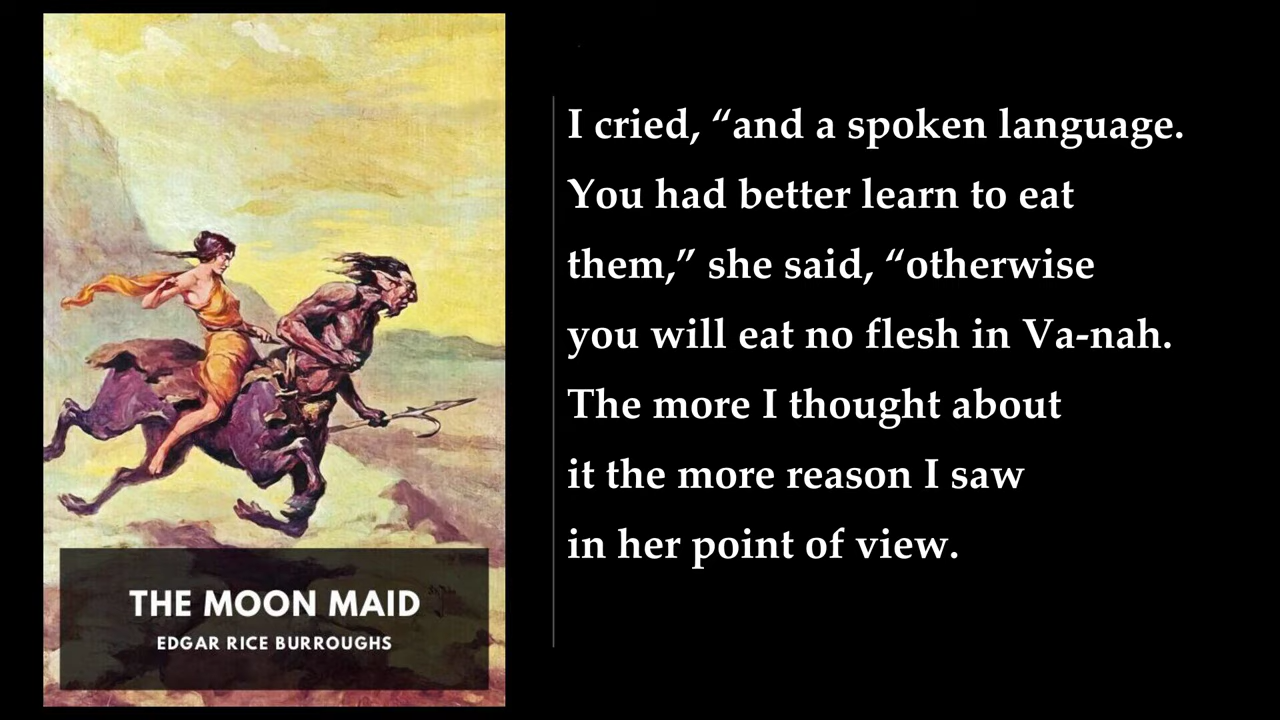 THE MOON MAID
EDGAR RICE BURROUGHS
I cried, “and a spoken language.
You had better learn to eat
them,” she said, “otherwise
you will eat no flesh in Va-nah.
The more I thought about
it the more reason I saw
in her point of view.